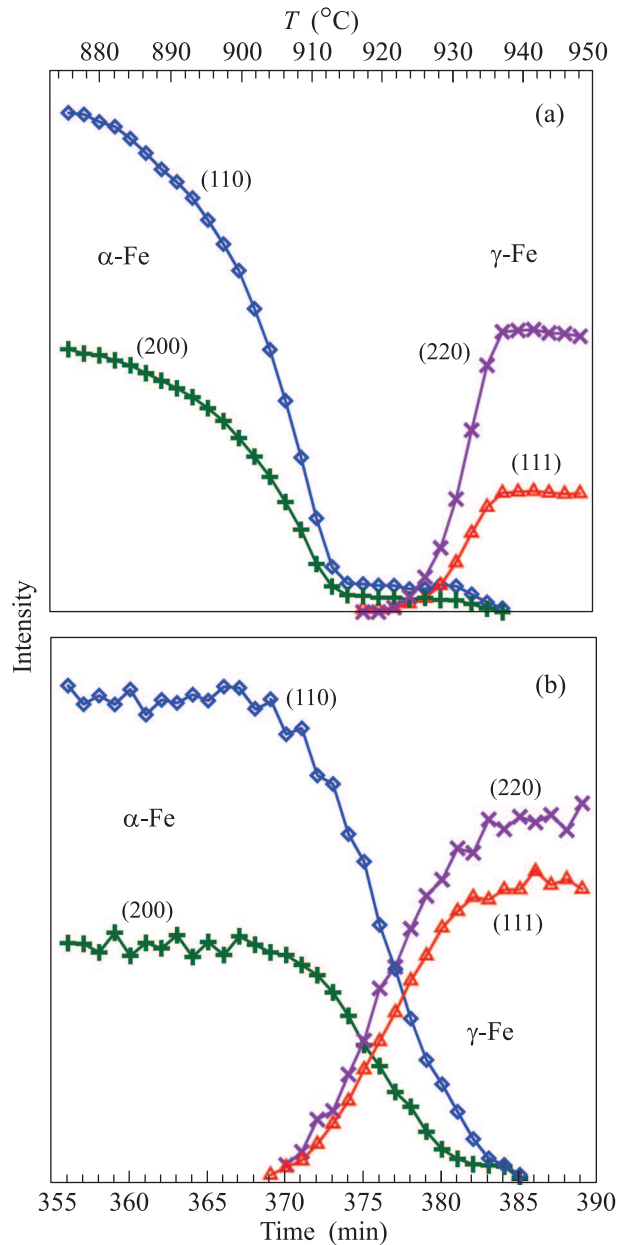 T (°C)
880 890 900 910 920 930 940 950
(a)
(110)
α-Fe
γ-Fe
(200)
(220)
(111)
Intensity
(b)
(110)
(220)
α-Fe
(200)
(111)
γ-Fe
355 360 365 370 375 380 385 390
Time (min)